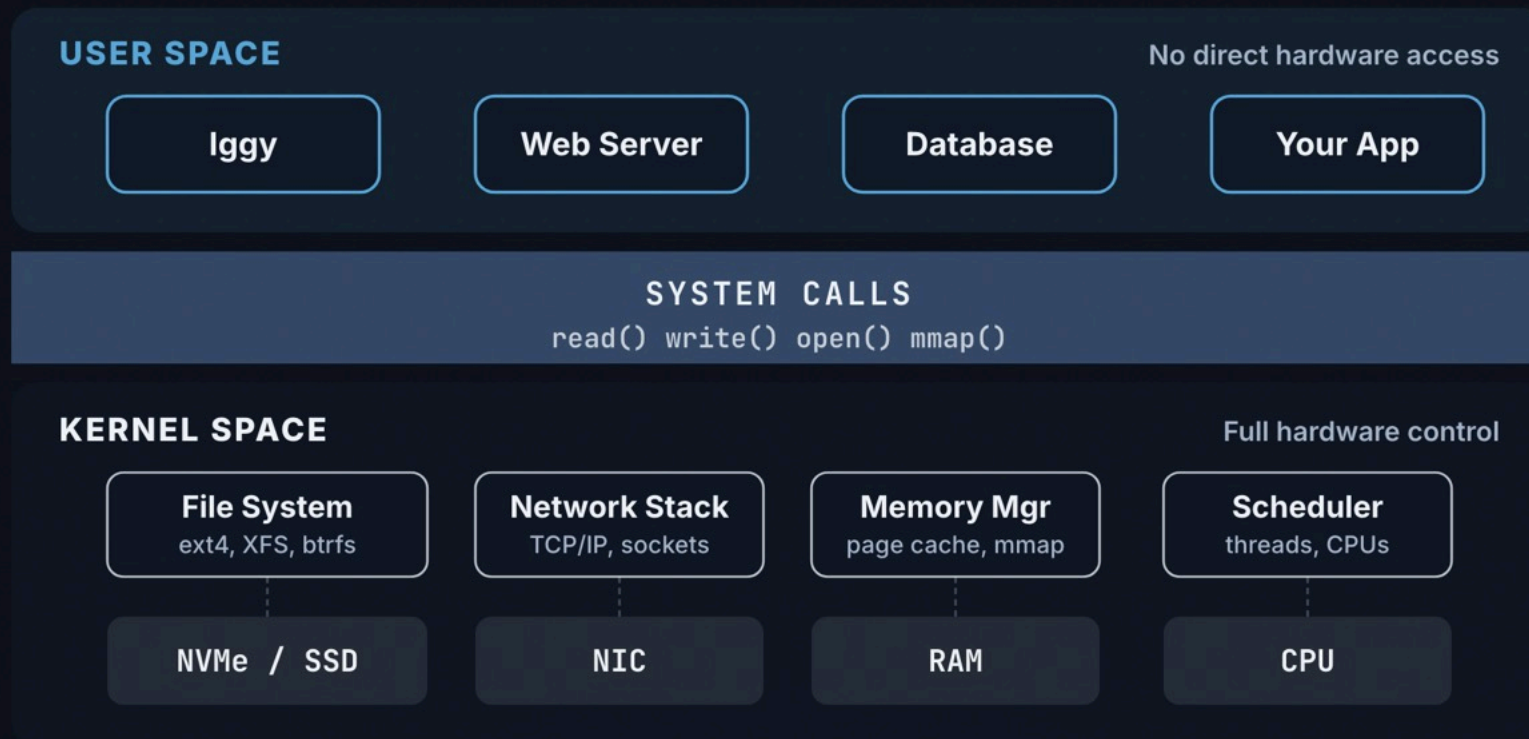 USER SPACE
No direct hardware access
Iggy
Web Server
Database
Your App
SYSTEM CALLS
read() write() open() mmap()
KERNEL SPACE
Full hardware control
File System
ext4, XFS, btrfs
Network Stack
TCP/IP, sockets
Memory Mgr
page cache, mmap
Scheduler
threads, CPUs
NVMe / SSD
NIC
RAM
CPU